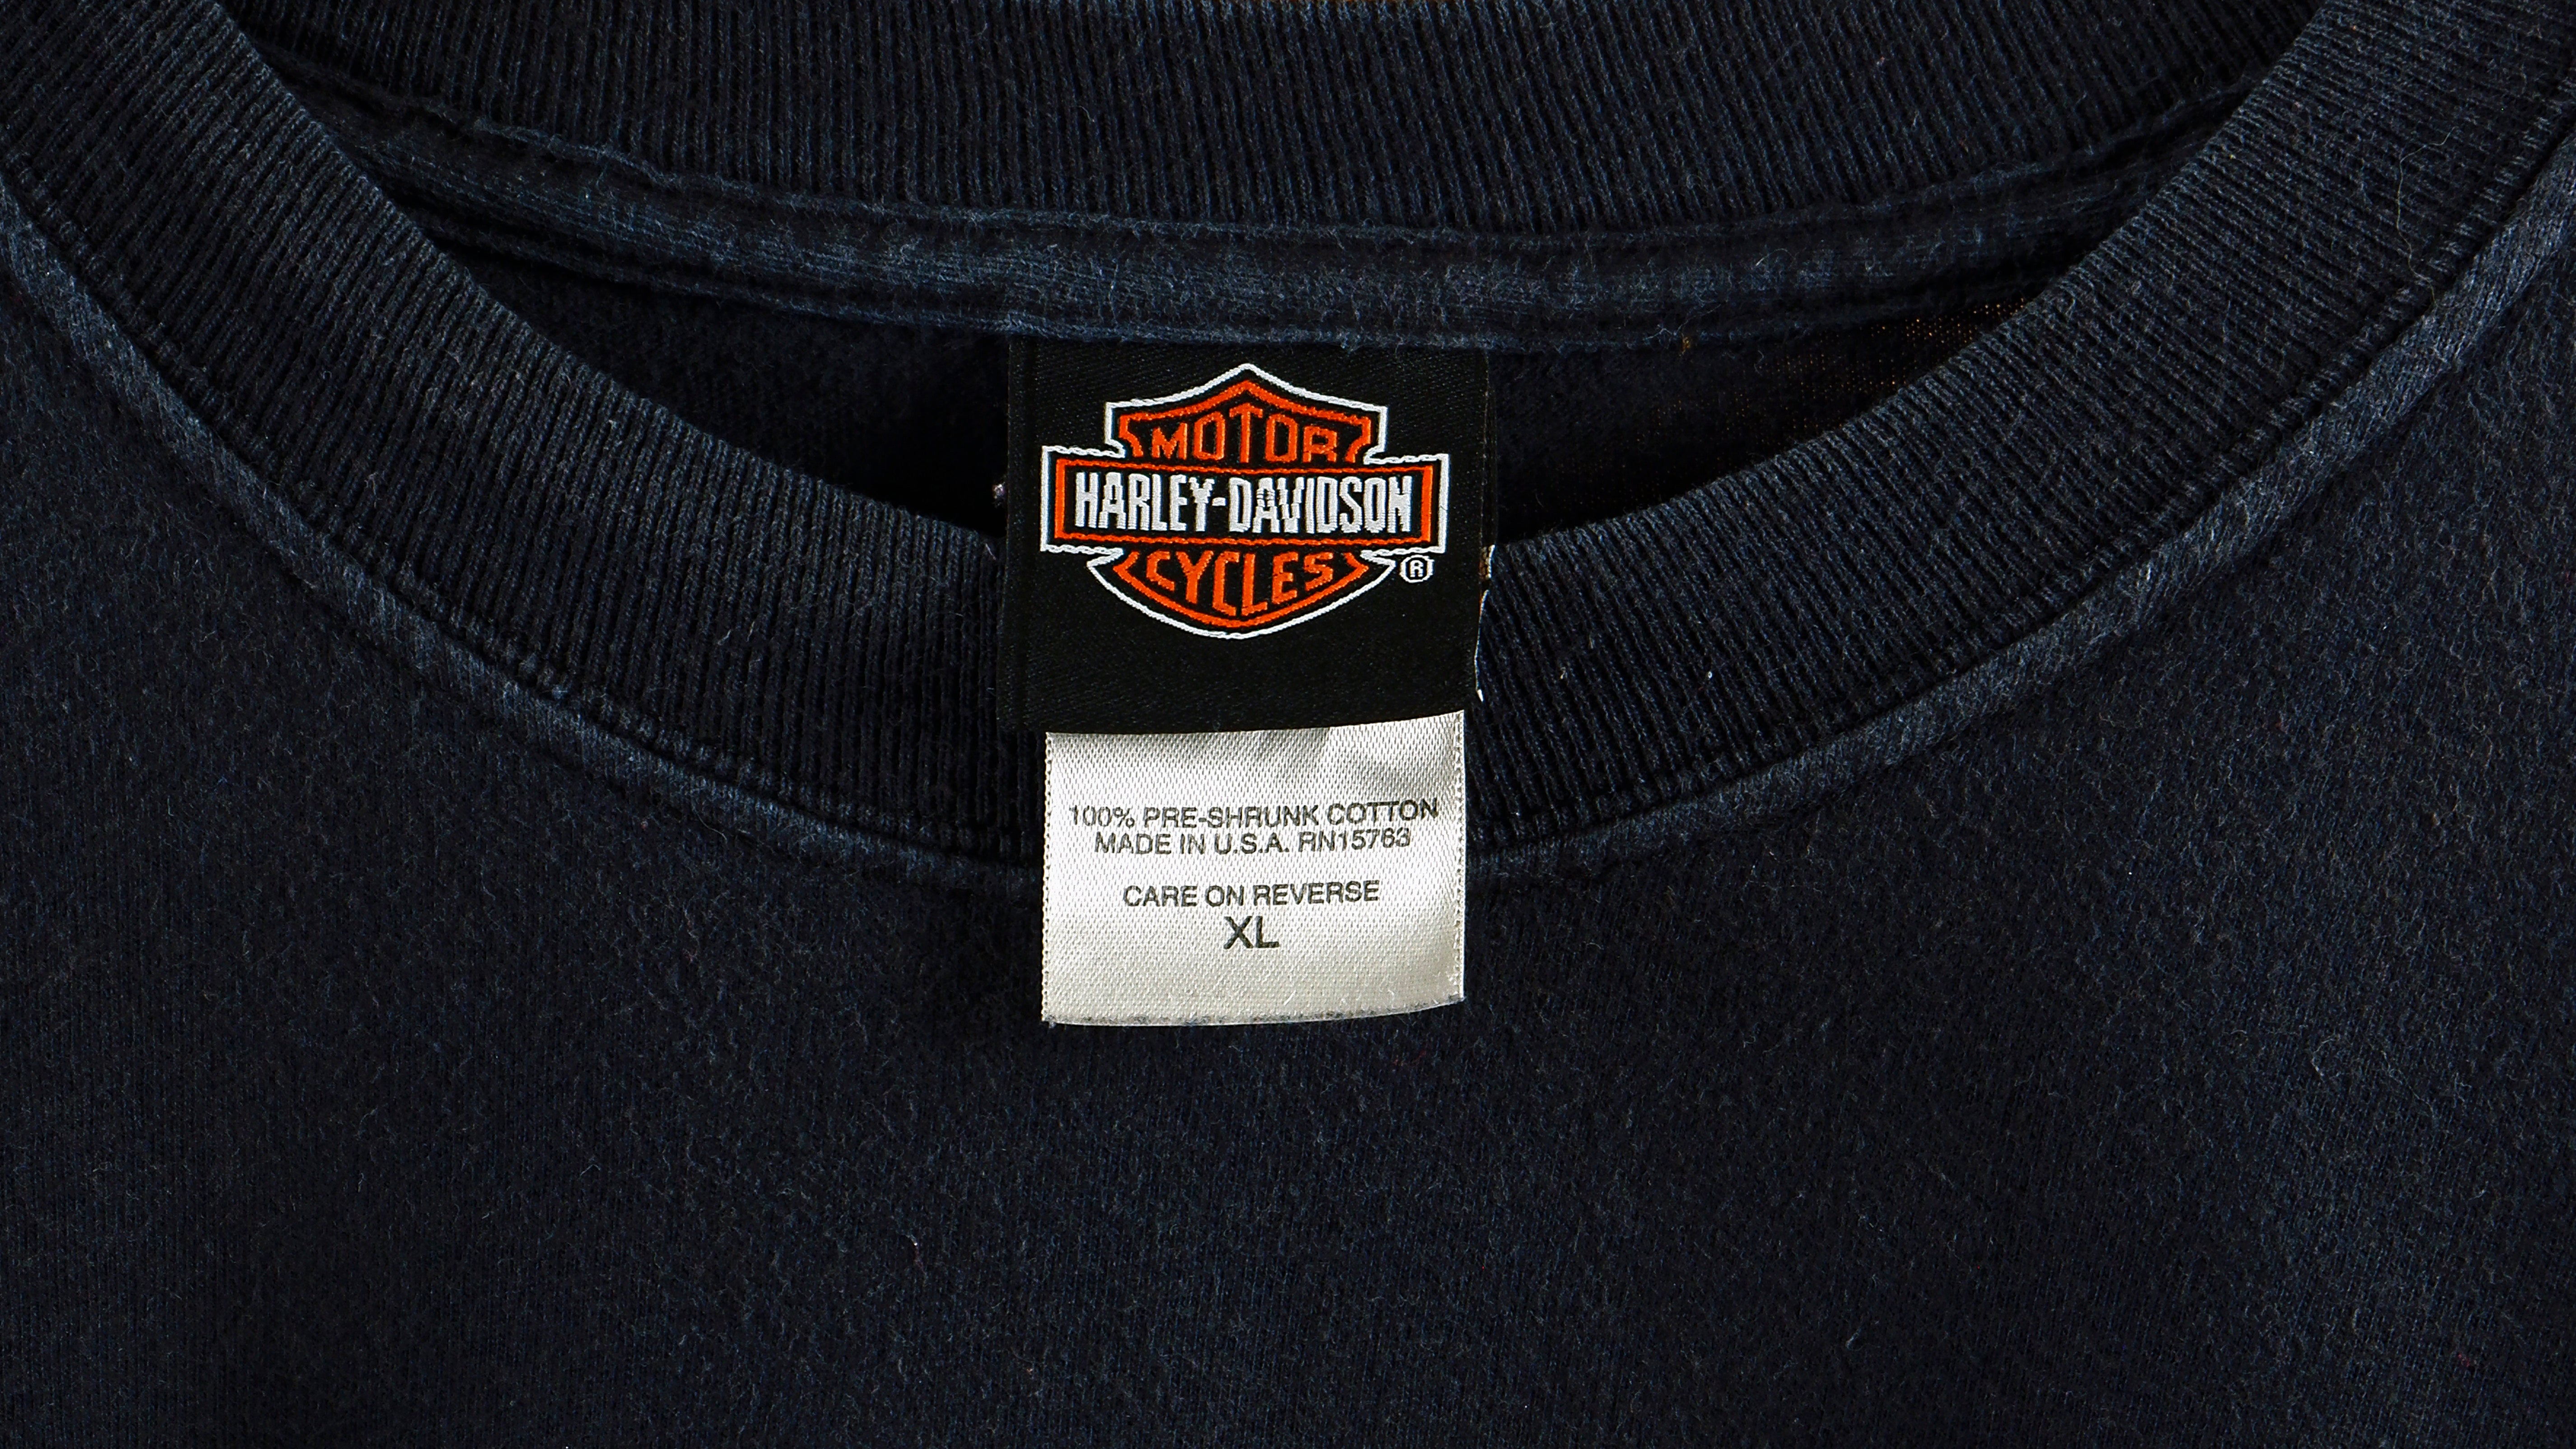 MOTOR
HARLEY-DAVIDSON
CYCLES
®
100% PRE-SHRUNK COTTON
MADE IN U.S.A. RN15763
CARE ON REVERSE
XL